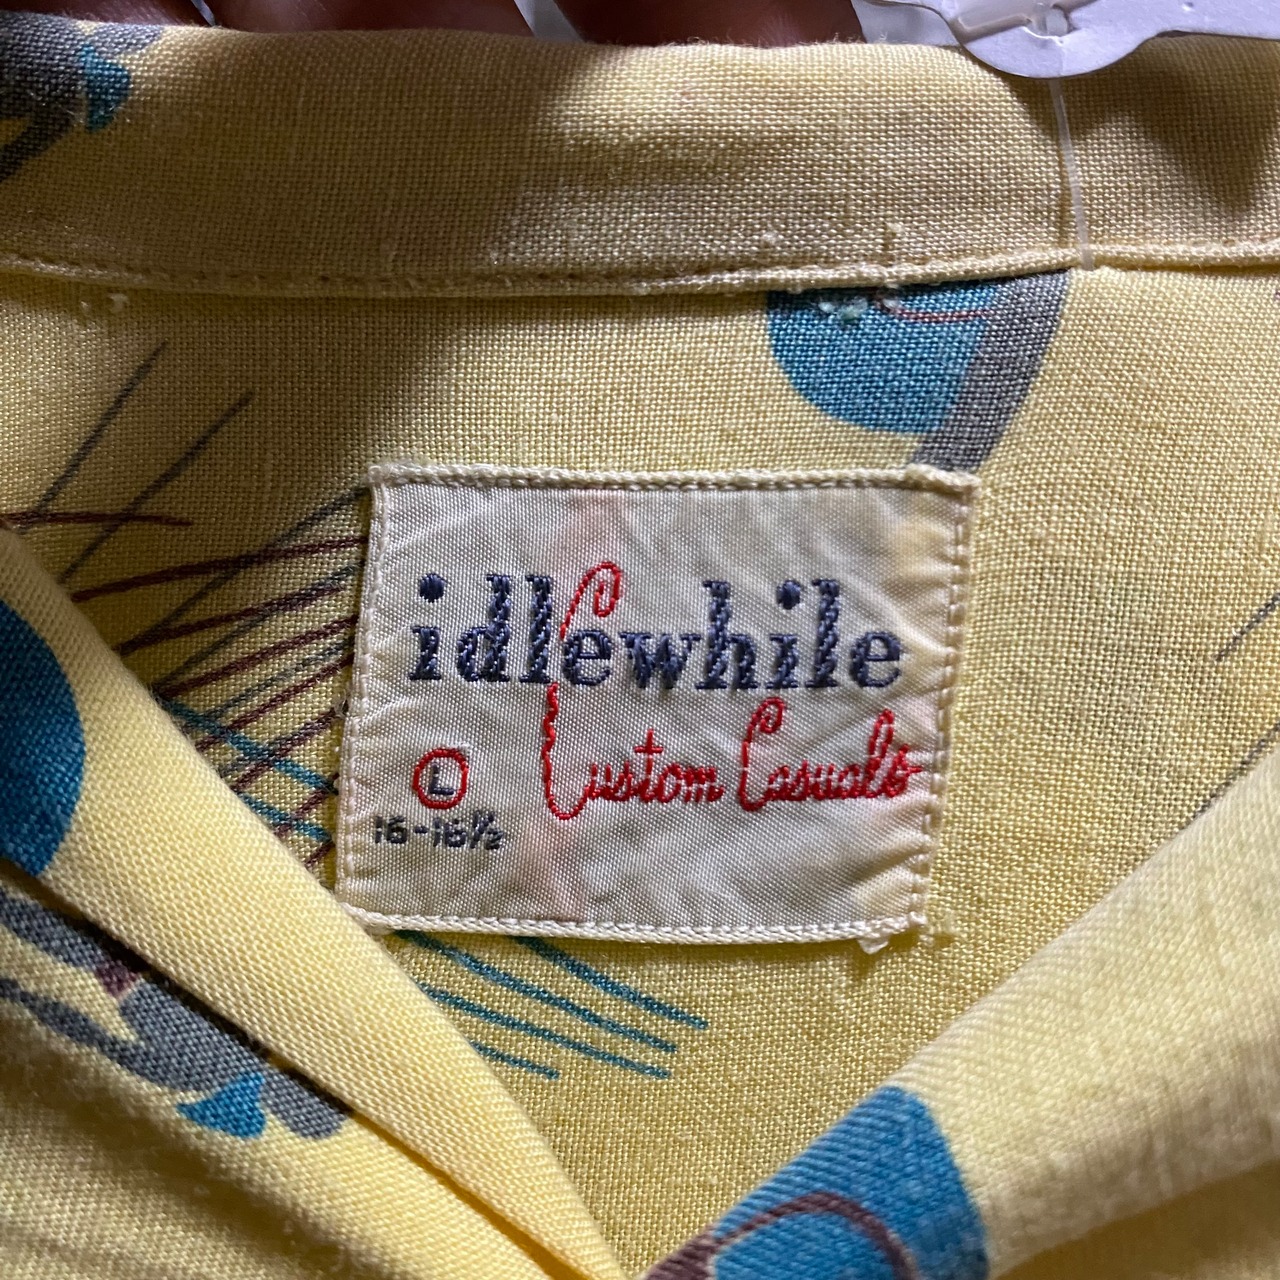 idlewhile
Custom Casuals
L
16-16½